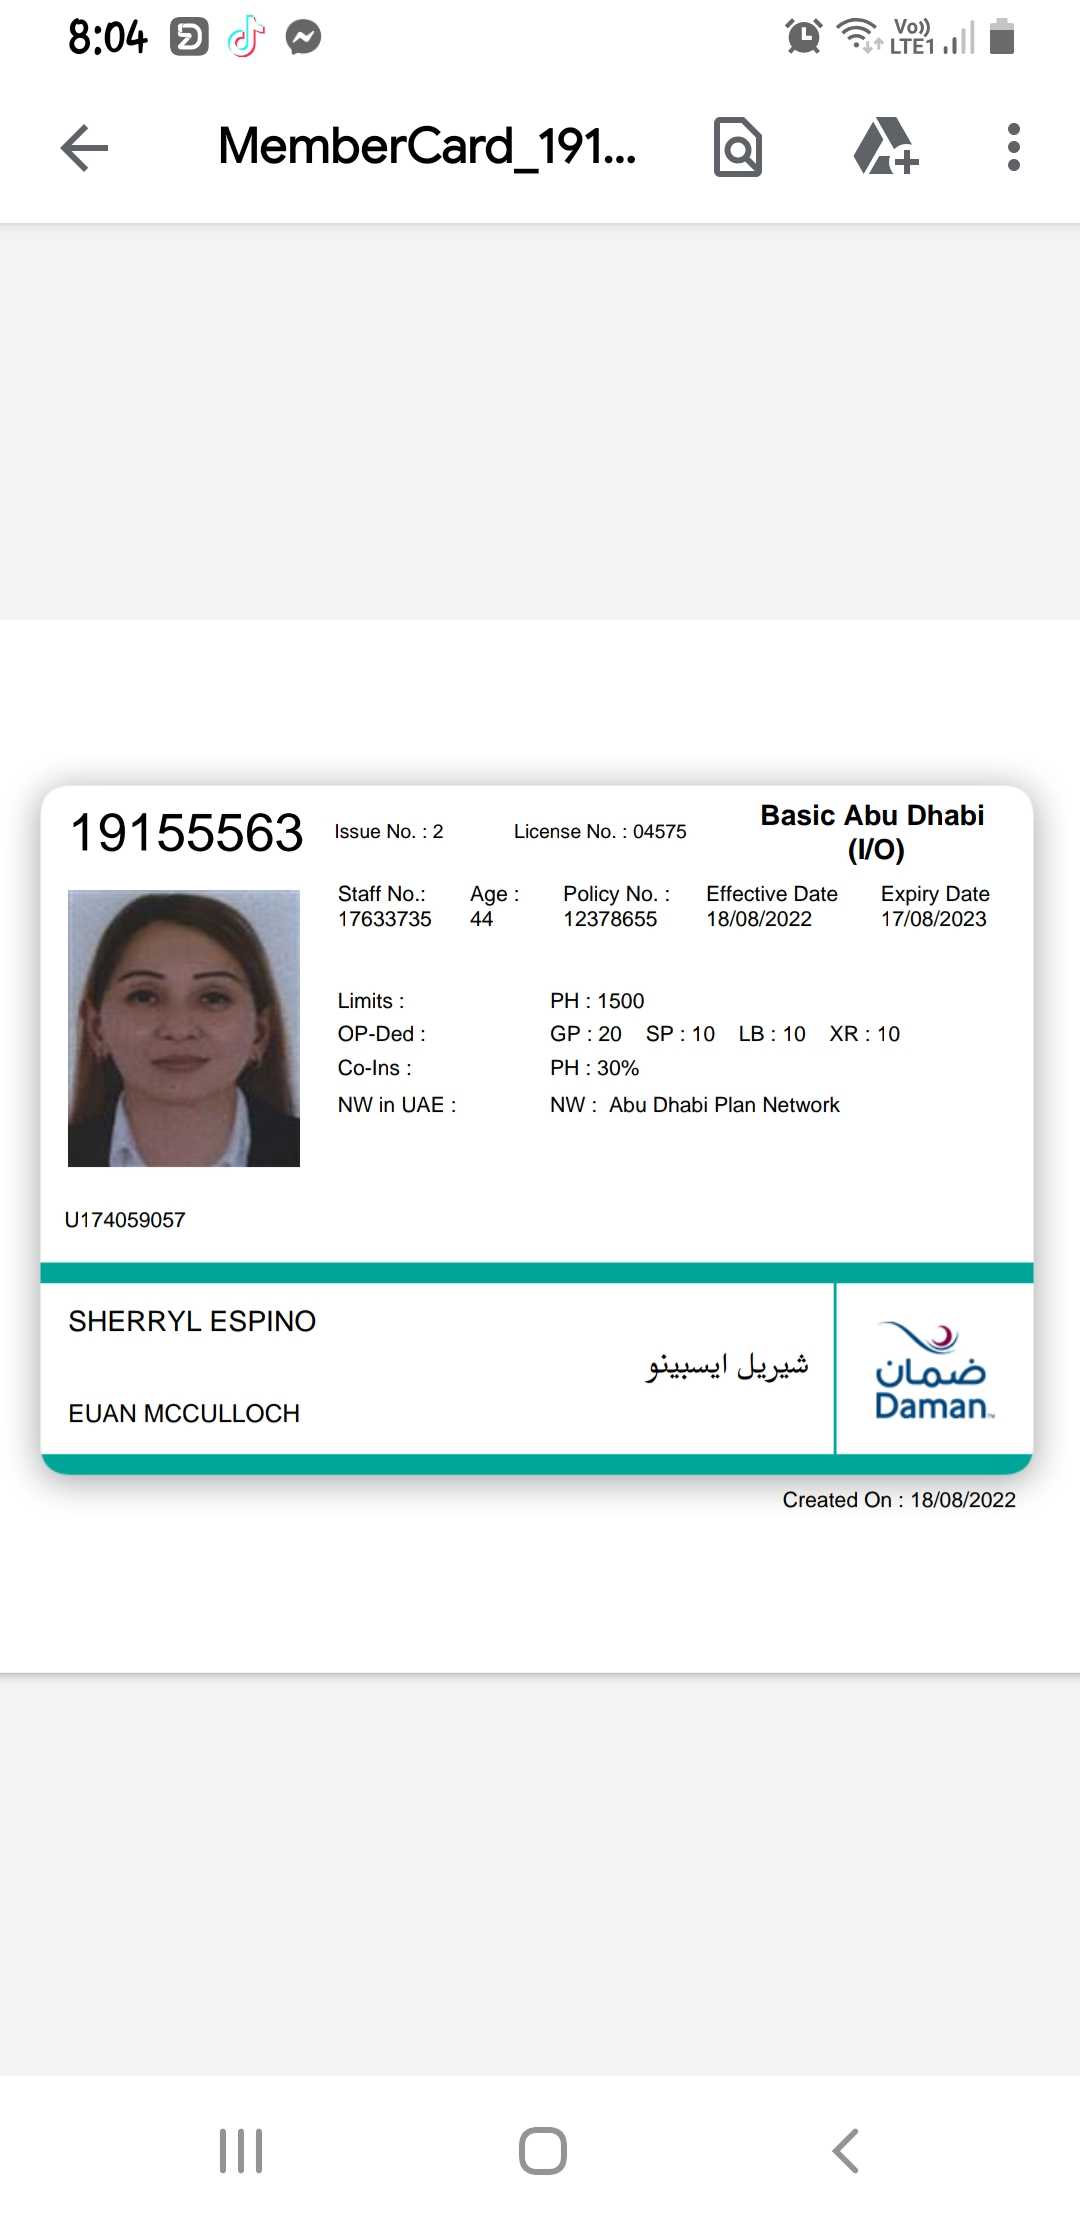 8:04
Vo))
LTE1
MemberCard_191...
19155563
Issue No. : 2
License No. : 04575
Basic Abu Dhabi
(I/O)
Staff No.: Age : Policy No. : Effective Date Expiry Date
17633735 44 12378655 18/08/2022 17/08/2023
Limits : PH : 1500
OP-Ded : GP : 20 SP : 10 LB : 10 XR : 10
Co-Ins : PH : 30%
NW in UAE : NW : Abu Dhabi Plan Network
U174059057
SHERRYL ESPINO
شيريل ايسبينو
EUAN MCCULLOCH
ضمان
Daman™
Created On : 18/08/2022